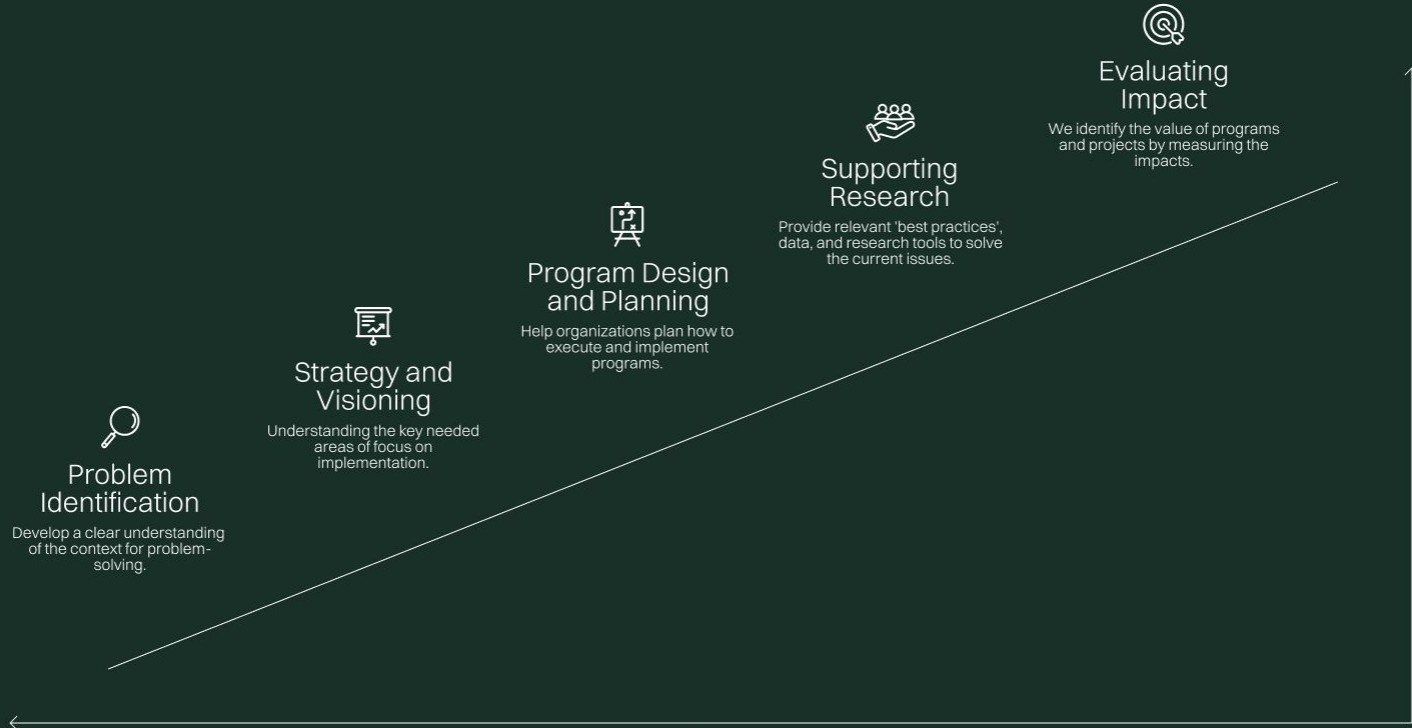 Problem
Identification
Develop a clear understanding
of the context for problem-
solving.
Strategy and
Visioning
Understanding the key needed
areas of focus on
implementation.
Program Design
and Planning
Help organizations plan how to
execute and implement
programs.
Supporting
Research
Provide relevant 'best practices',
data, and research tools to solve
the current issues.
Evaluating
Impact
We identify the value of programs
and projects by measuring the
impacts.